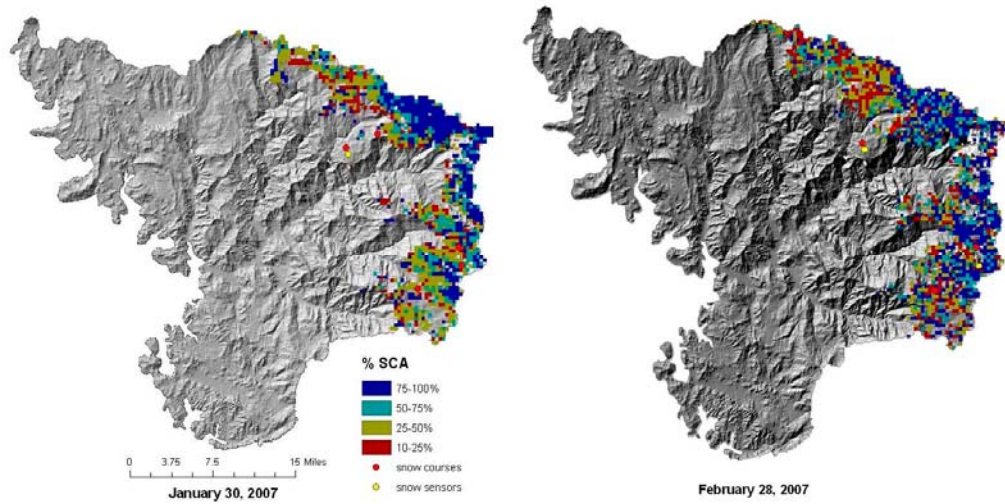 % SCA
75-100%
50-75%
25-50%
10-25%
snow courses
snow sensors
0 3.75 7.5 15 Miles
January 30, 2007
February 28, 2007